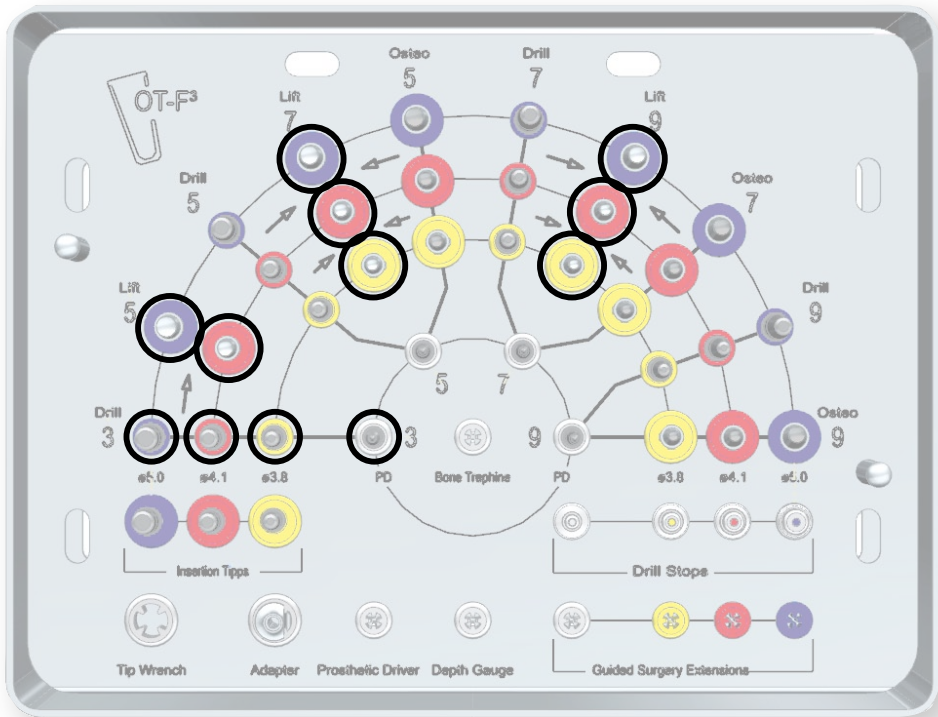 OT-F³
Osteo
5
Drill
7
Lift
7
Lift
9
Drill
5
Osteo
7
Lift
5
Drill
9
5
7
Drill
3
3
9
Osteo
9
ø5.0
ø4.1
ø3.8
PD
Bone Trephine
PD
ø3.8
ø4.1
ø5.0
Insertion Tipps
Drill Stops
Tip Wrench
Adapter
Prosthetic Driver
Depth Gauge
Guided Surgery Extensions